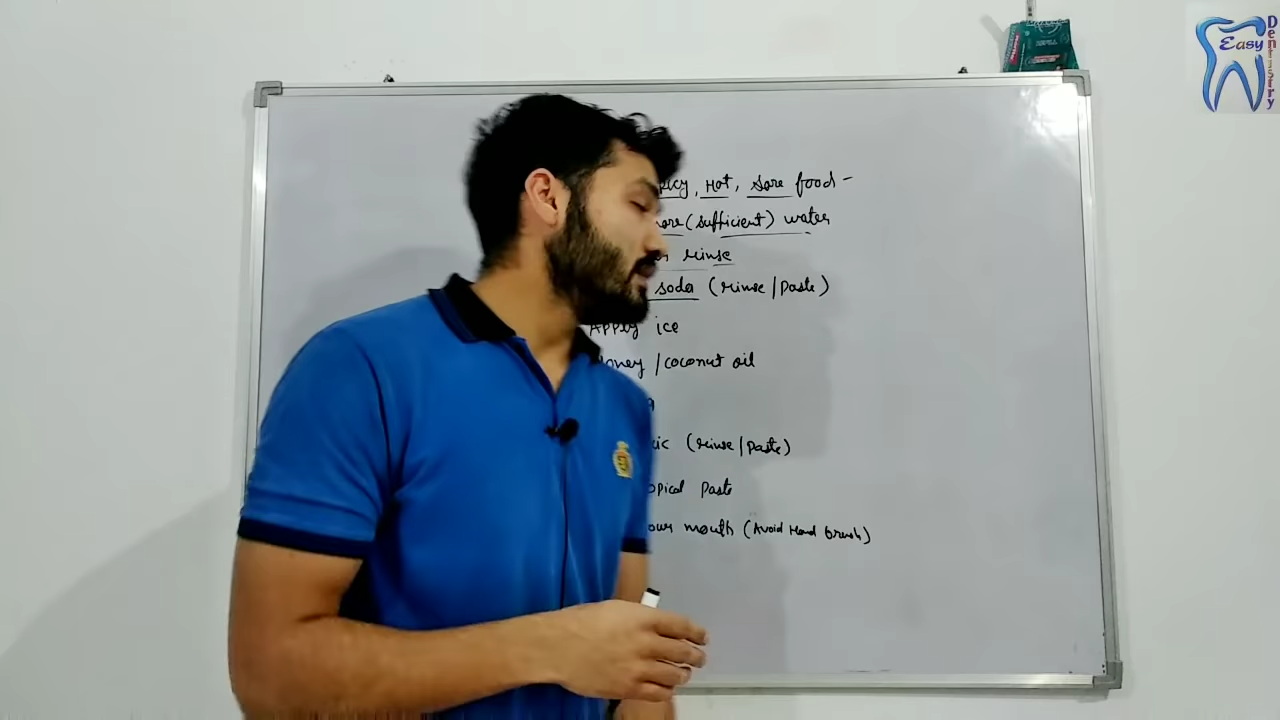 Easy
Dentistry
icy, Hot, Sore food -
ore (sufficient) water
rinse
soda (rinse/Paste)
Apply ice
oney / coconut oil
ic (rinse/Paste)
opical Paste
our mouth (Avoid Hard brush)